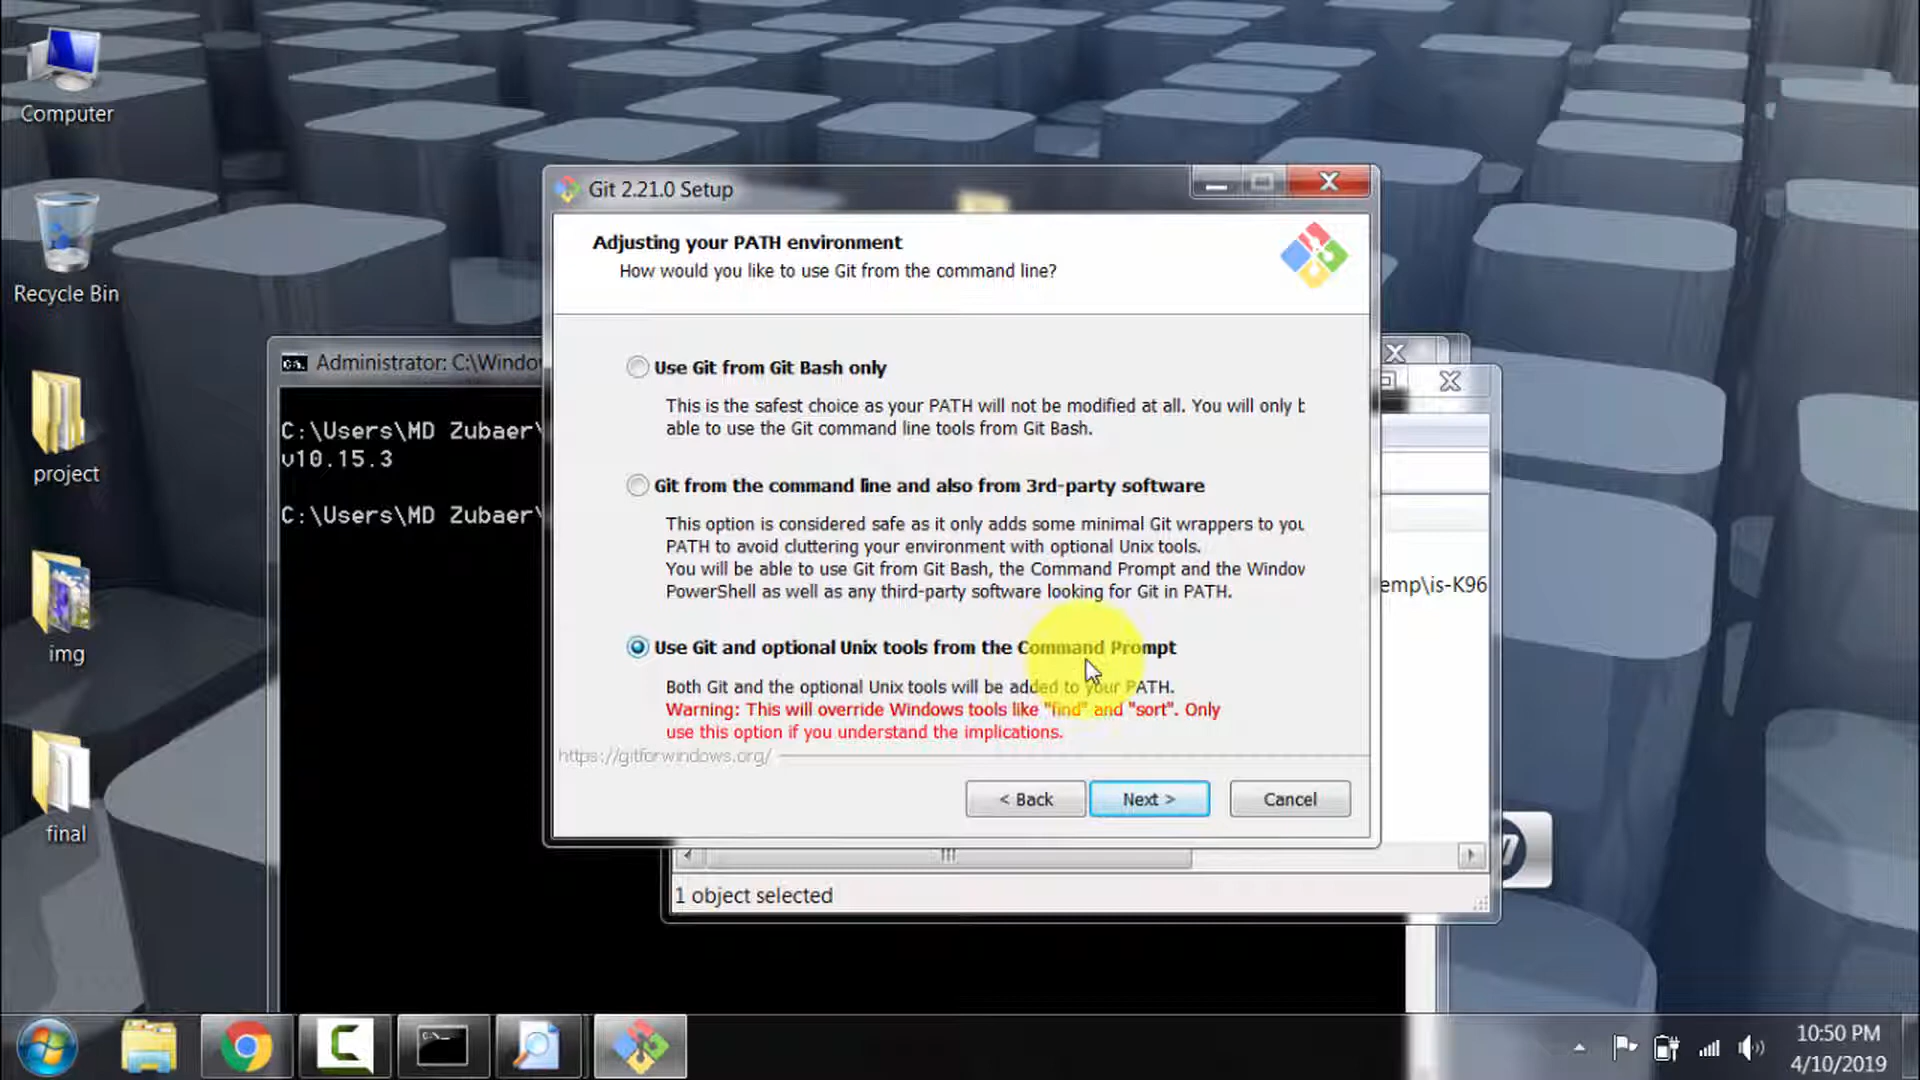 Computer
Recycle Bin
project
img
final
Git 2.21.0 Setup
Adjusting your PATH environment
How would you like to use Git from the command line?
Use Git from Git Bash only
This is the safest choice as your PATH will not be modified at all. You will only b
able to use the Git command line tools from Git Bash.
Git from the command line and also from 3rd-party software
This option is considered safe as it only adds some minimal Git wrappers to you
PATH to avoid cluttering your environment with optional Unix tools.
You will be able to use Git from Git Bash, the Command Prompt and the Window
PowerShell as well as any third-party software looking for Git in PATH.
Use Git and optional Unix tools from the Command Prompt
Both Git and the optional Unix tools will be added to your PATH.
Warning: This will override Windows tools like "find" and "sort". Only
use this option if you understand the implications.
https://gitforwindows.org/
< Back
Next >
Cancel
Administrator: C:\Windo
C:\Users\MD Zubaer\
v10.15.3
C:\Users\MD Zubaer\
emp\is-K96
1 object selected
C:\_
10:50 PM
4/10/2019